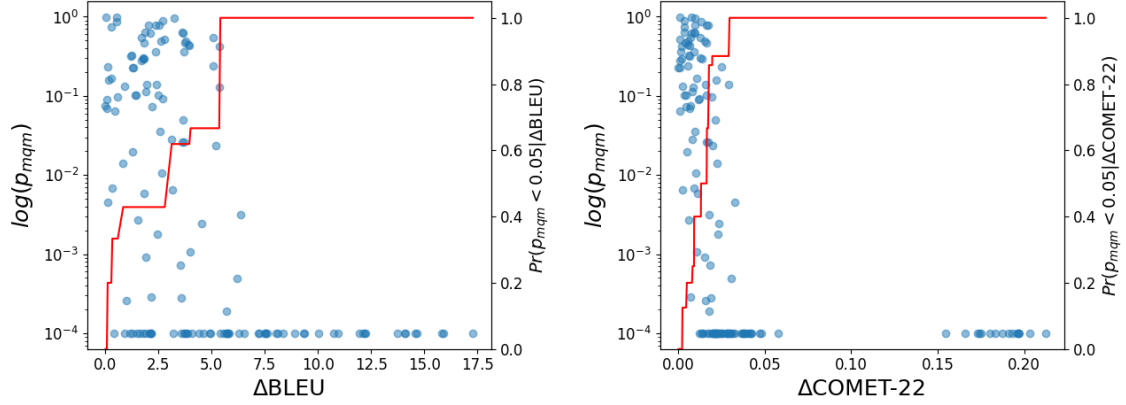 log(p_mqm)
10^0
10^-1
10^-2
10^-3
10^-4
0.0 2.5 5.0 7.5 10.0 12.5 15.0 17.5
ΔBLEU
1.0
0.8
0.6
0.4
0.2
0.0
Pr(p_mqm < 0.05|ΔBLEU)
log(p_mqm)
10^0
10^-1
10^-2
10^-3
10^-4
0.00 0.05 0.10 0.15 0.20
ΔCOMET-22
1.0
0.8
0.6
0.4
0.2
0.0
Pr(p_mqm < 0.05|ΔCOMET-22)